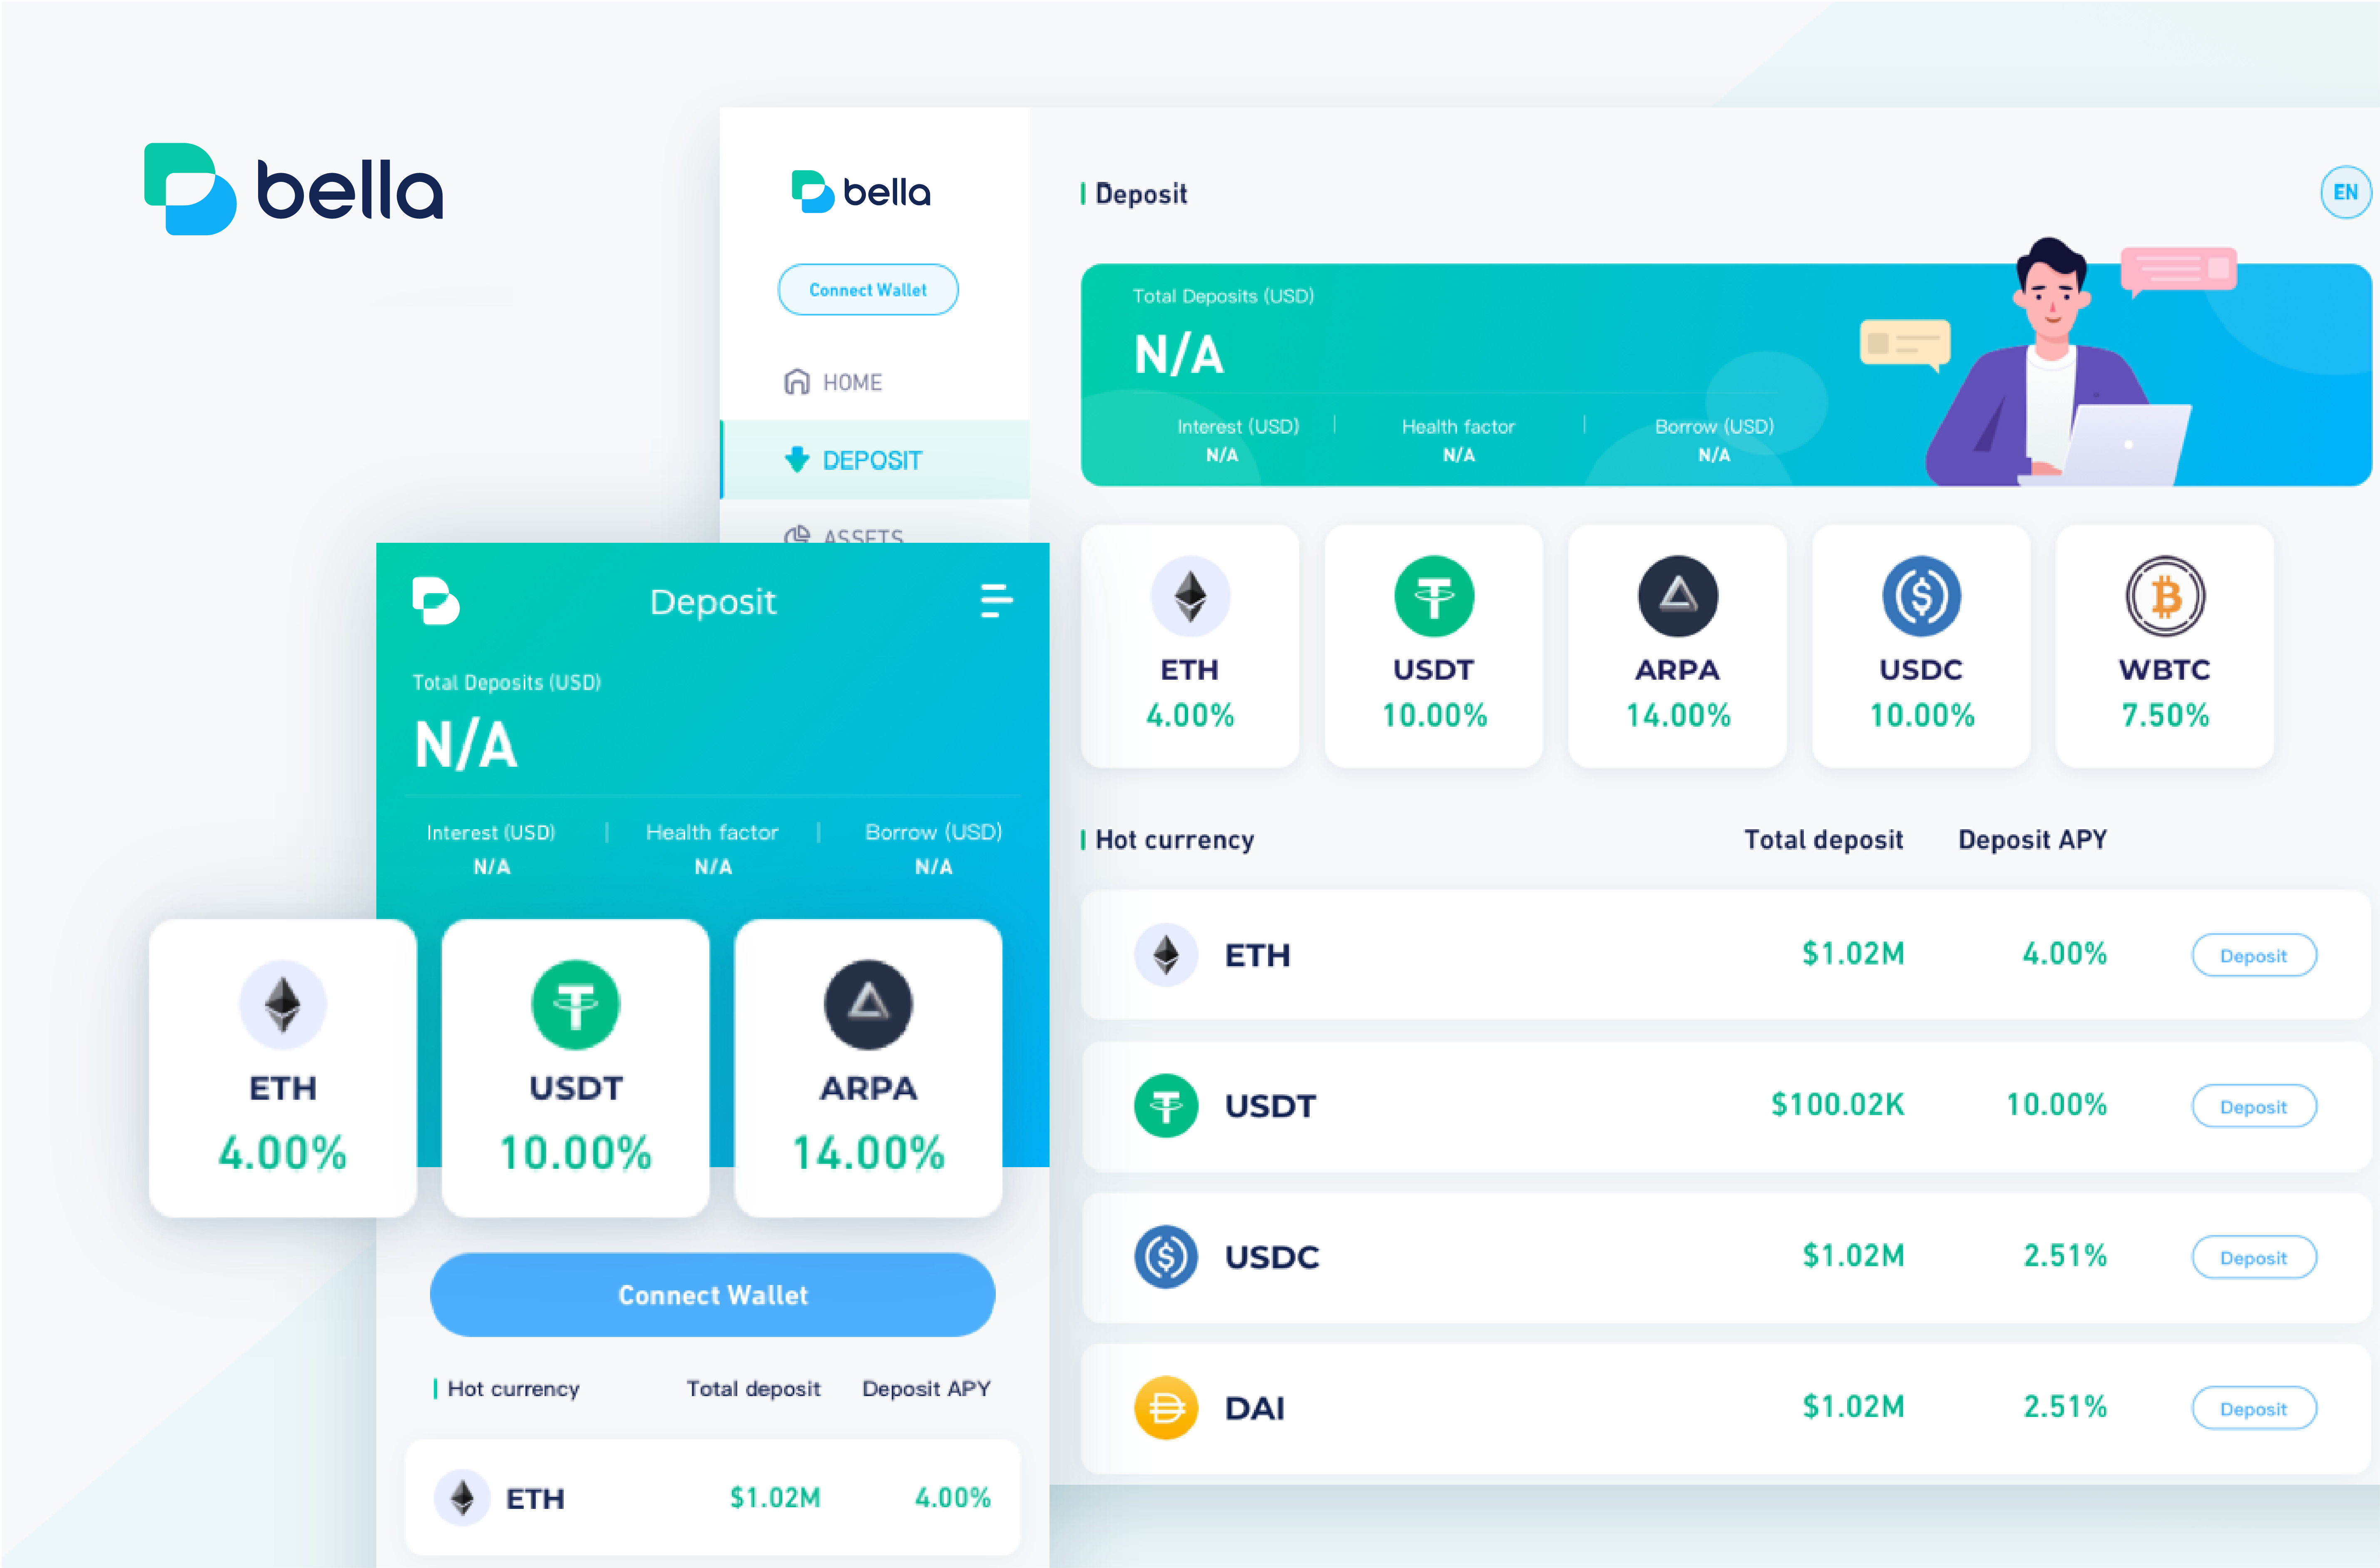 bella
bella
Connect Wallet
HOME
DEPOSIT
ASSETS
Deposit
EN
Total Deposits (USD)
N/A
Interest (USD) | Health factor | Borrow (USD)
N/A N/A N/A
ETH USDT ARPA USDC WBTC
4.00% 10.00% 14.00% 10.00% 7.50%
Hot currency Total deposit Deposit APY
ETH $1.02M 4.00% Deposit
USDT $100.02K 10.00% Deposit
USDC $1.02M 2.51% Deposit
DAI $1.02M 2.51% Deposit
Deposit
Total Deposits (USD)
N/A
Interest (USD) | Health factor | Borrow (USD)
N/A N/A N/A
ETH USDT ARPA
4.00% 10.00% 14.00%
Connect Wallet
Hot currency Total deposit Deposit APY
ETH $1.02M 4.00%